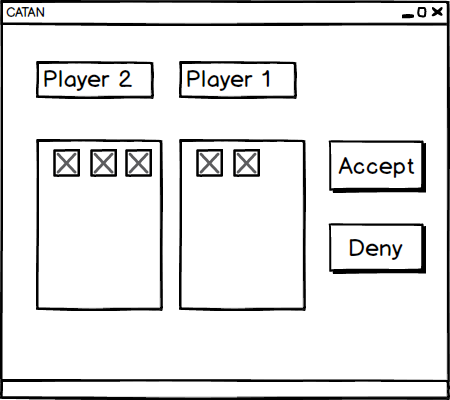 CATAN
Player 2
Player 1
Accept
Deny